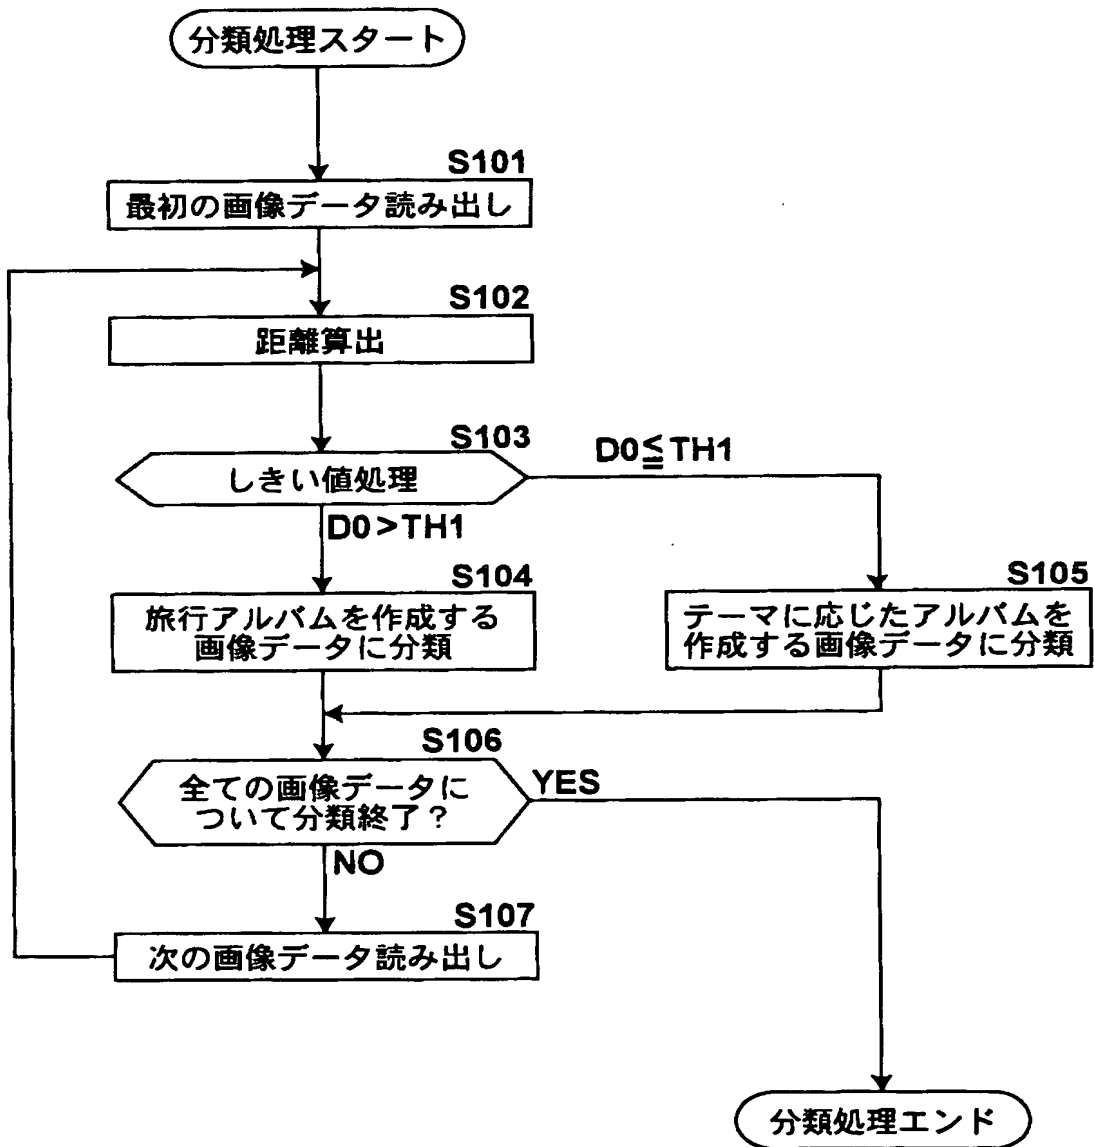 分類処理スタート
S101
最初の画像データ読み出し
S102
距離算出
S103
しきい値処理
D0≦TH1
D0>TH1
S104
旅行アルバムを作成する
画像データに分類
S105
テーマに応じたアルバムを
作成する画像データに分類
S106
全ての画像データに
ついて分類終了？
YES
NO
S107
次の画像データ読み出し
分類処理エンド